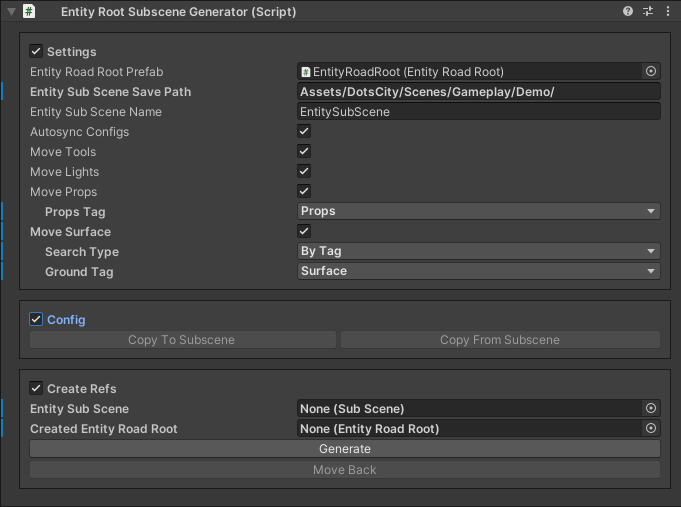 Entity Root Subscene Generator (Script)
Settings
Entity Road Root Prefab EntityRoadRoot (Entity Road Root)
Entity Sub Scene Save Path Assets/DotsCity/Scenes/Gameplay/Demo/
Entity Sub Scene Name EntitySubScene
Autosync Configs
Move Tools
Move Lights
Move Props
Props Tag Props
Move Surface
Search Type By Tag
Ground Tag Surface
Config
Copy To Subscene Copy From Subscene
Create Refs
Entity Sub Scene None (Sub Scene)
Created Entity Road Root None (Entity Road Root)
Generate
Move Back